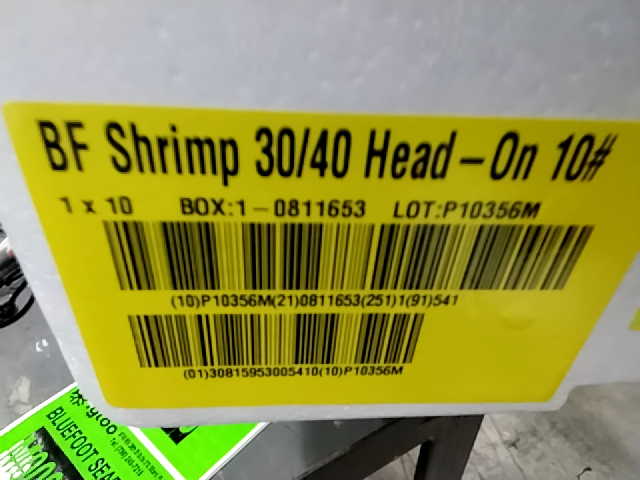 BF Shrimp 30/40 Head-On 10#
1 x 10 BOX:1-0811653 LOT:P10356M
(10)P10356M(21)0811653(251)1(91)541
(01)30815953005410(10)P10356M
BLUEFOOT SEA